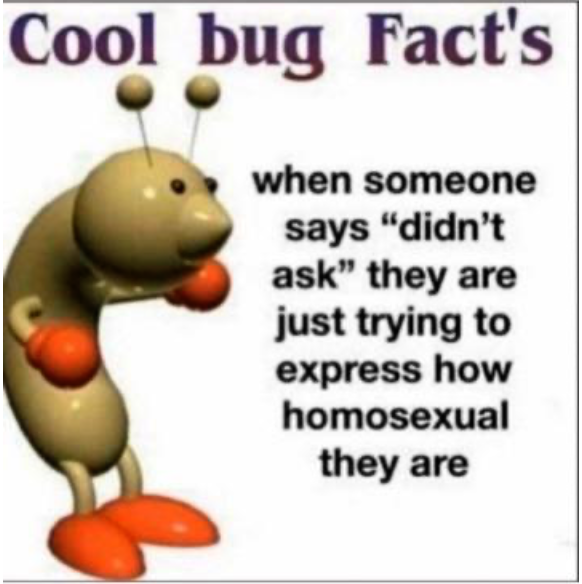 Cool bug Fact's
when someone
says “didn’t
ask” they are
just trying to
express how
homosexual
they are